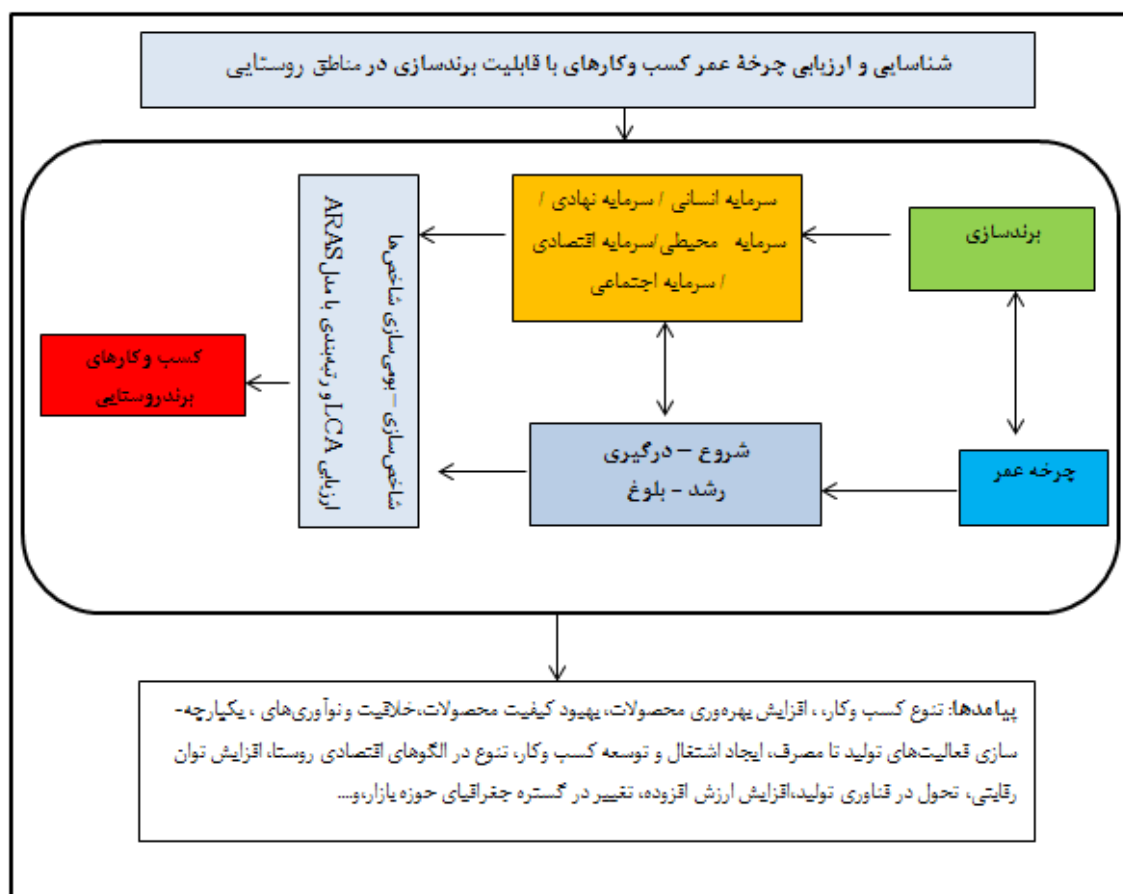 شناسایی و ارزیابی چرخهٔ عمر کسب وکارهای با قابلیت برندسازی در مناطق روستایی
برندسازی
سرمایه انسانی / سرمایه نهادی /
سرمایه محیطی/سرمایه اقتصادی
/ سرمایه اجتماعی
شاخص‌سازی – بومی‌سازی شاخص‌ها
ارزیابی LCAو رتبه‌بندی با مدلARAS
کسب وکارهای
برندروستایی
چرخه عمر
شروع – درگیری
رشد - بلوغ
پیامدها: تنوع کسب وکار، ، افزایش بهره‌وری محصولات، بهبود کیفیت محصولات،خلاقیت و نوآوری‌های ، یکپارچه-
سازی فعالیت‌های تولید تا مصرف، ایجاد اشتغال و توسعه کسب وکار، تنوع در الگوهای اقتصادی روستا، افزایش توان
رقابتی، تحول در فناوری تولید،افزایش ارزش افزوده، تغییر در گستره جغرافیای حوزه بازار،و....